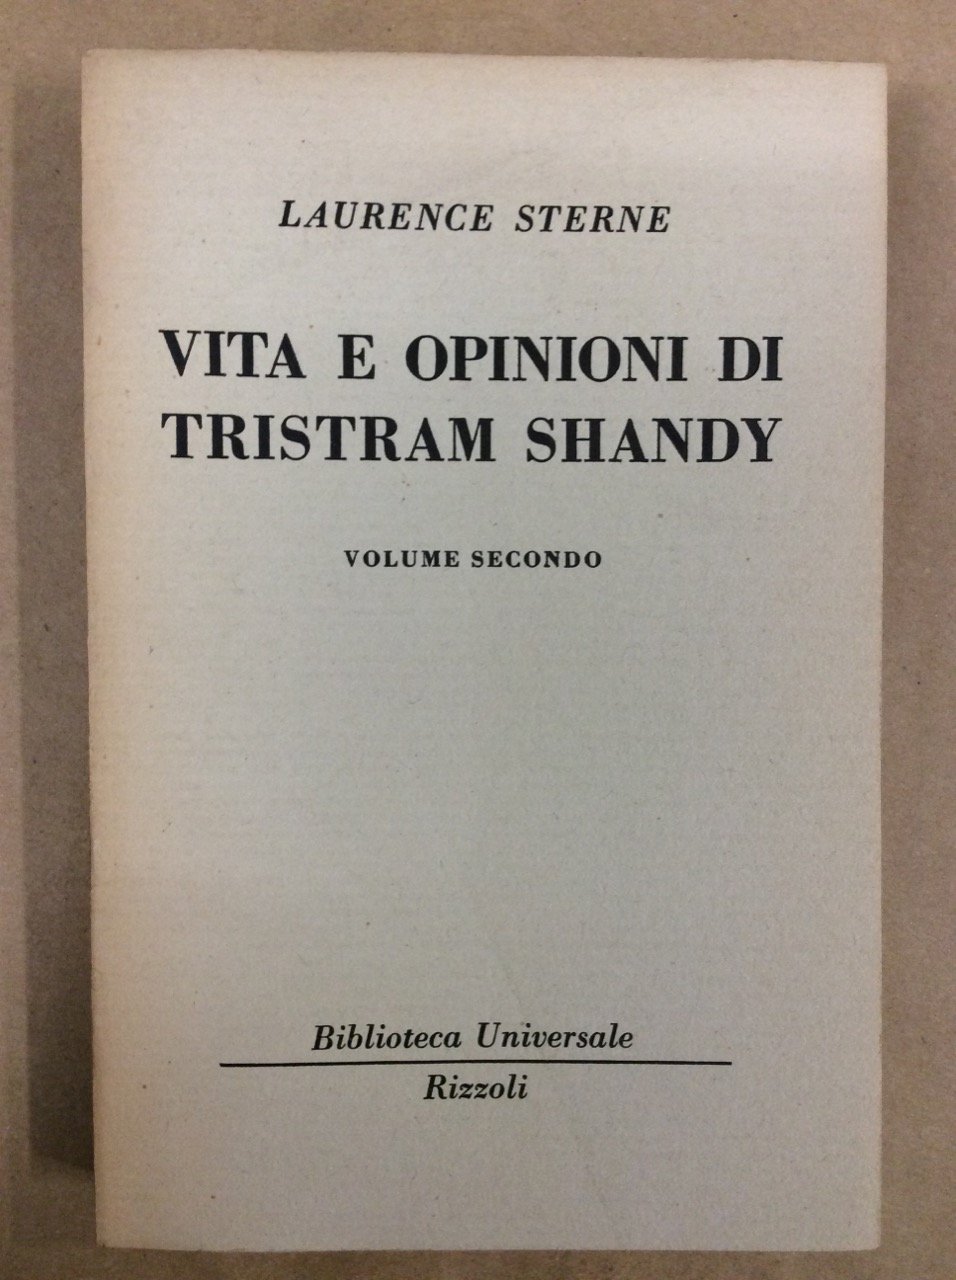 LAURENCE STERNE
VITA E OPINIONI DI
TRISTRAM SHANDY
VOLUME SECONDO
Biblioteca Universale
Rizzoli